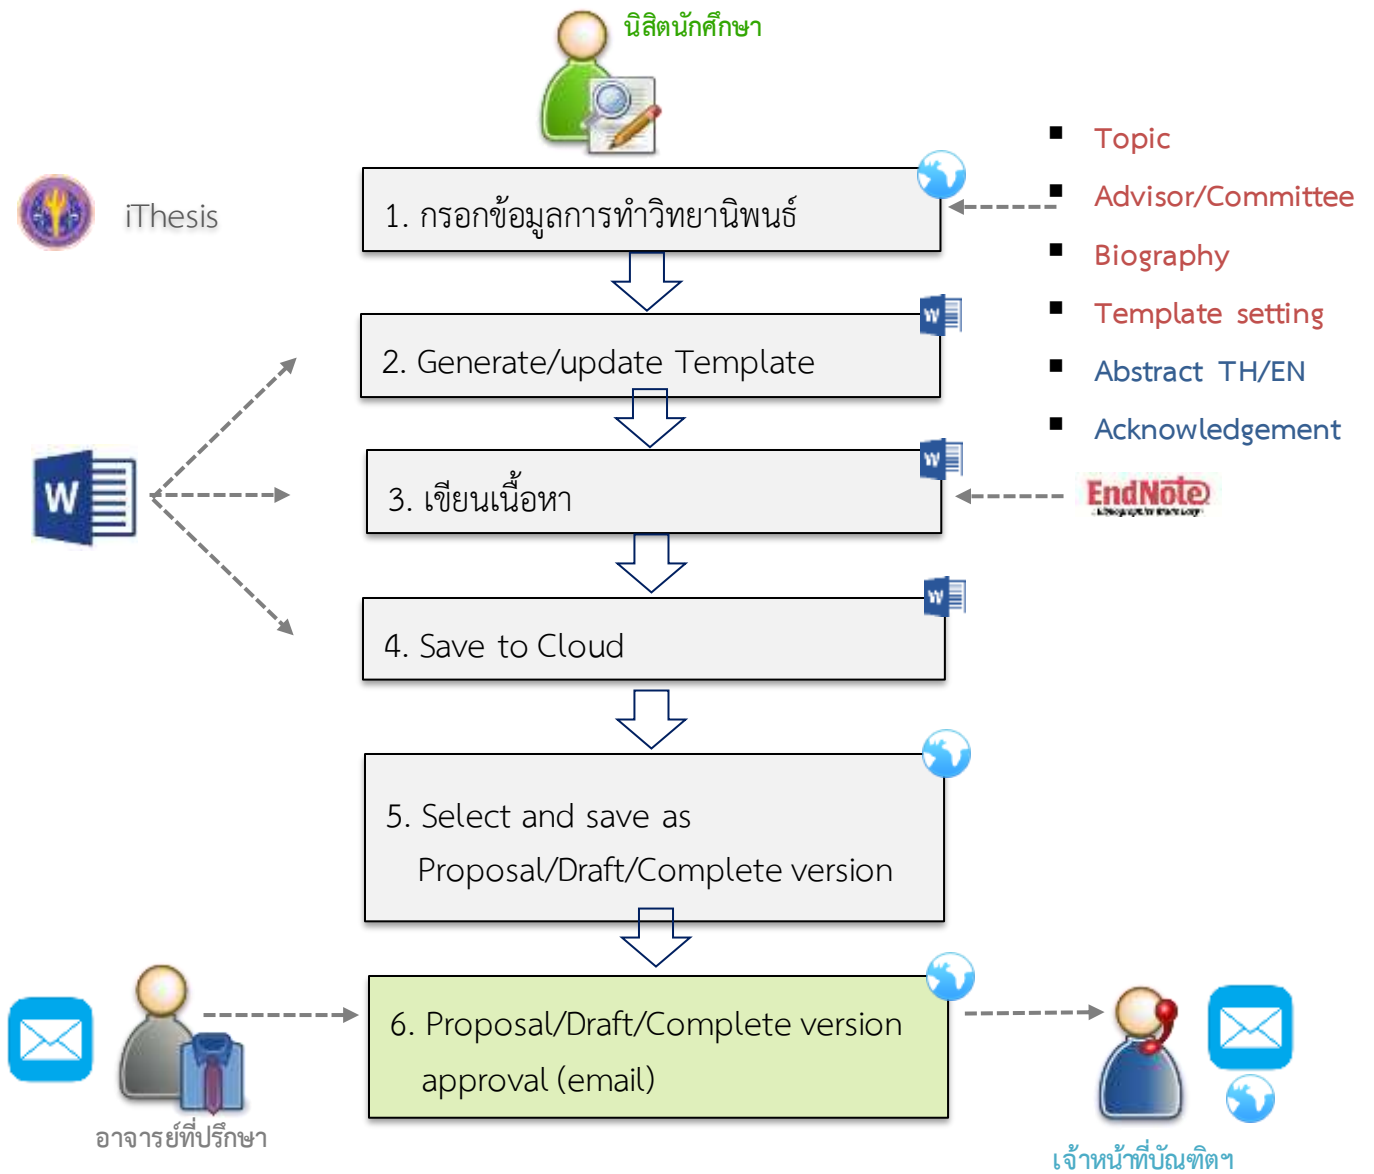 นิสิตนักศึกษา
iThesis
1. กรอกข้อมูลการทำวิทยานิพนธ์
Topic
Advisor/Committee
Biography
Template setting
Abstract TH/EN
Acknowledgement
2. Generate/update Template
W
W
3. เขียนเนื้อหา
W
EndNote
4. Save to Cloud
W
5. Select and save as
Proposal/Draft/Complete version
6. Proposal/Draft/Complete version
approval (email)
อาจารย์ที่ปรึกษา
เจ้าหน้าที่บัณฑิตฯ